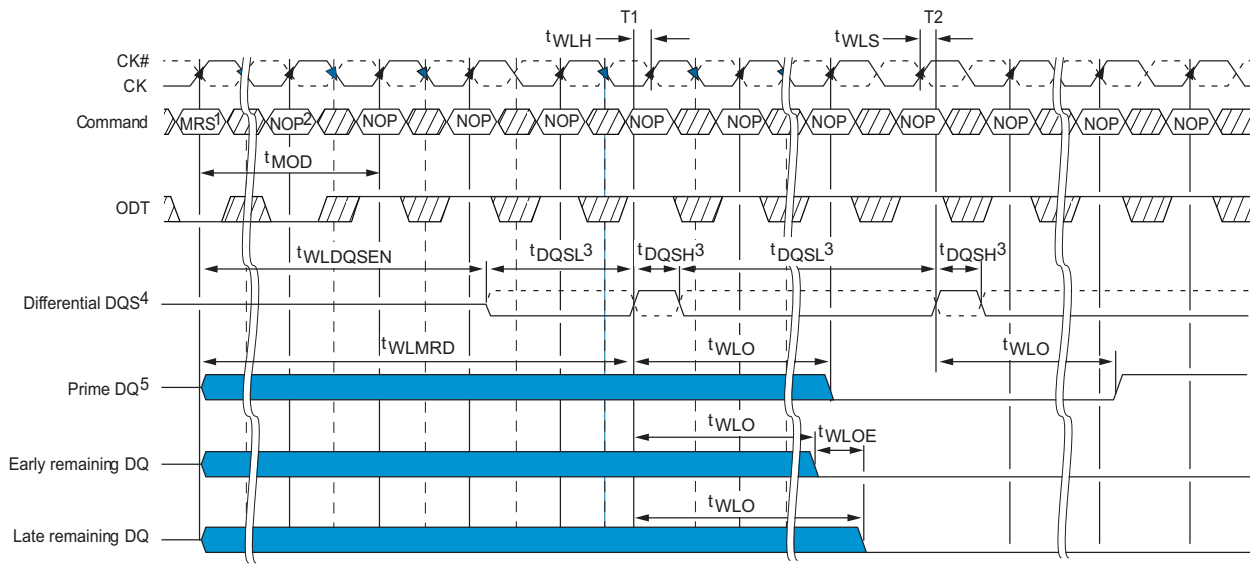 T1 T2
tWLH tWLS
CK#
CK
Command MRS1 NOP2 NOP NOP NOP NOP NOP NOP NOP NOP NOP NOP
tMOD
ODT
tWLDQSEN tDQSL3 tDQSH3 tDQSL3 tDQSH3
Differential DQS4
tWLMRD tWLO tWLO
Prime DQ5
tWLO tWLOE
Early remaining DQ
tWLO
Late remaining DQ